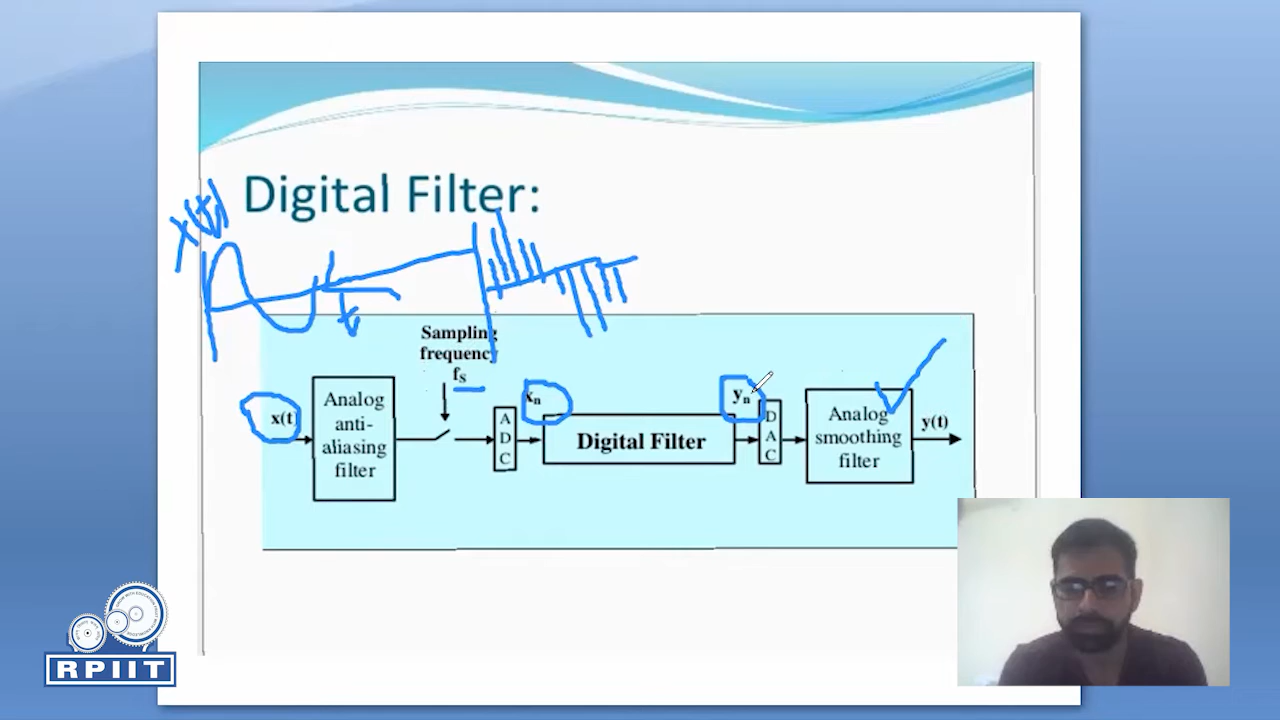 Digital Filter:
x(t)
t
Sampling
frequency
fs
x(t)
Analog
anti-
aliasing
filter
A
D
C
xn
Digital Filter
yn
D
A
C
Analog
smoothing
filter
y(t)
RPIIT